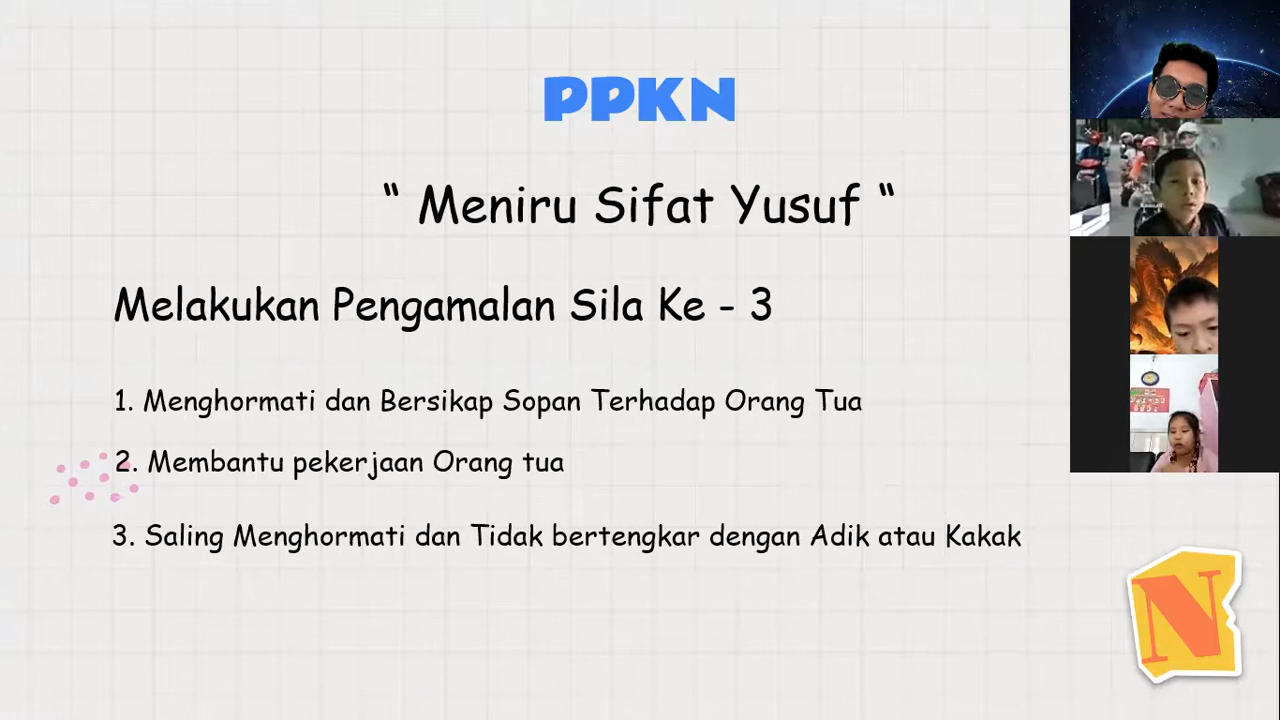 PPKN
“ Meniru Sifat Yusuf “
Melakukan Pengamalan Sila Ke - 3
1. Menghormati dan Bersikap Sopan Terhadap Orang Tua
2. Membantu pekerjaan Orang tua
3. Saling Menghormati dan Tidak bertengkar dengan Adik atau Kakak
N